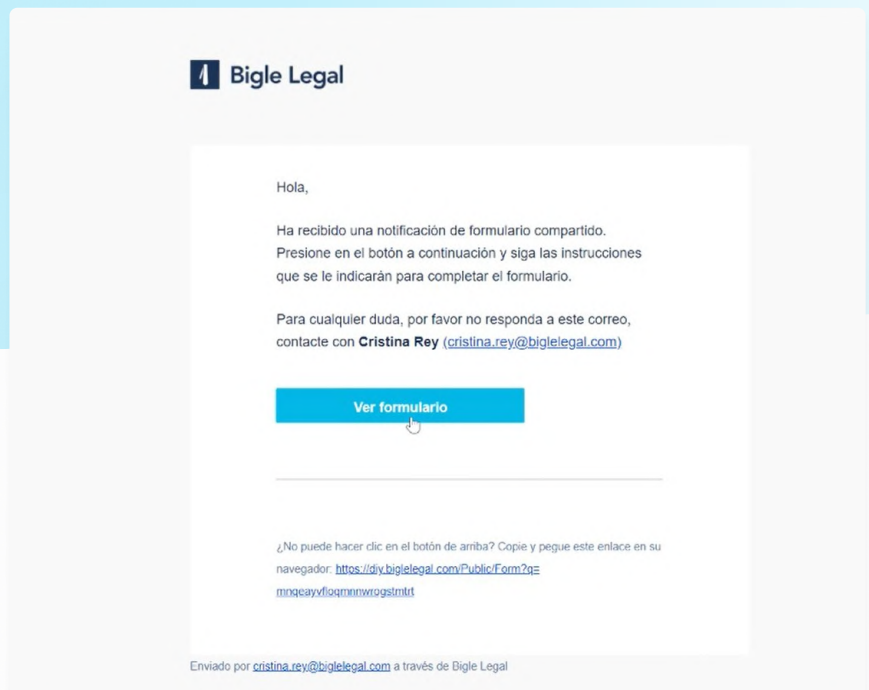 Bigle Legal
Hola,
Ha recibido una notificación de formulario compartido.
Presione en el botón a continuación y siga las instrucciones
que se le indicarán para completar el formulario.
Para cualquier duda, por favor no responda a este correo,
contacte con Cristina Rey (cristina.rey@biglelegal.com)
Ver formulario
¿No puede hacer clic en el botón de arriba? Copie y pegue este enlace en su
navegador: https://diy.biglelegal.com/Public/Form?q=
mnqeayvfloqmnnwrogstmtrt
Enviado por cristina.rey@biglelegal.com a través de Bigle Legal